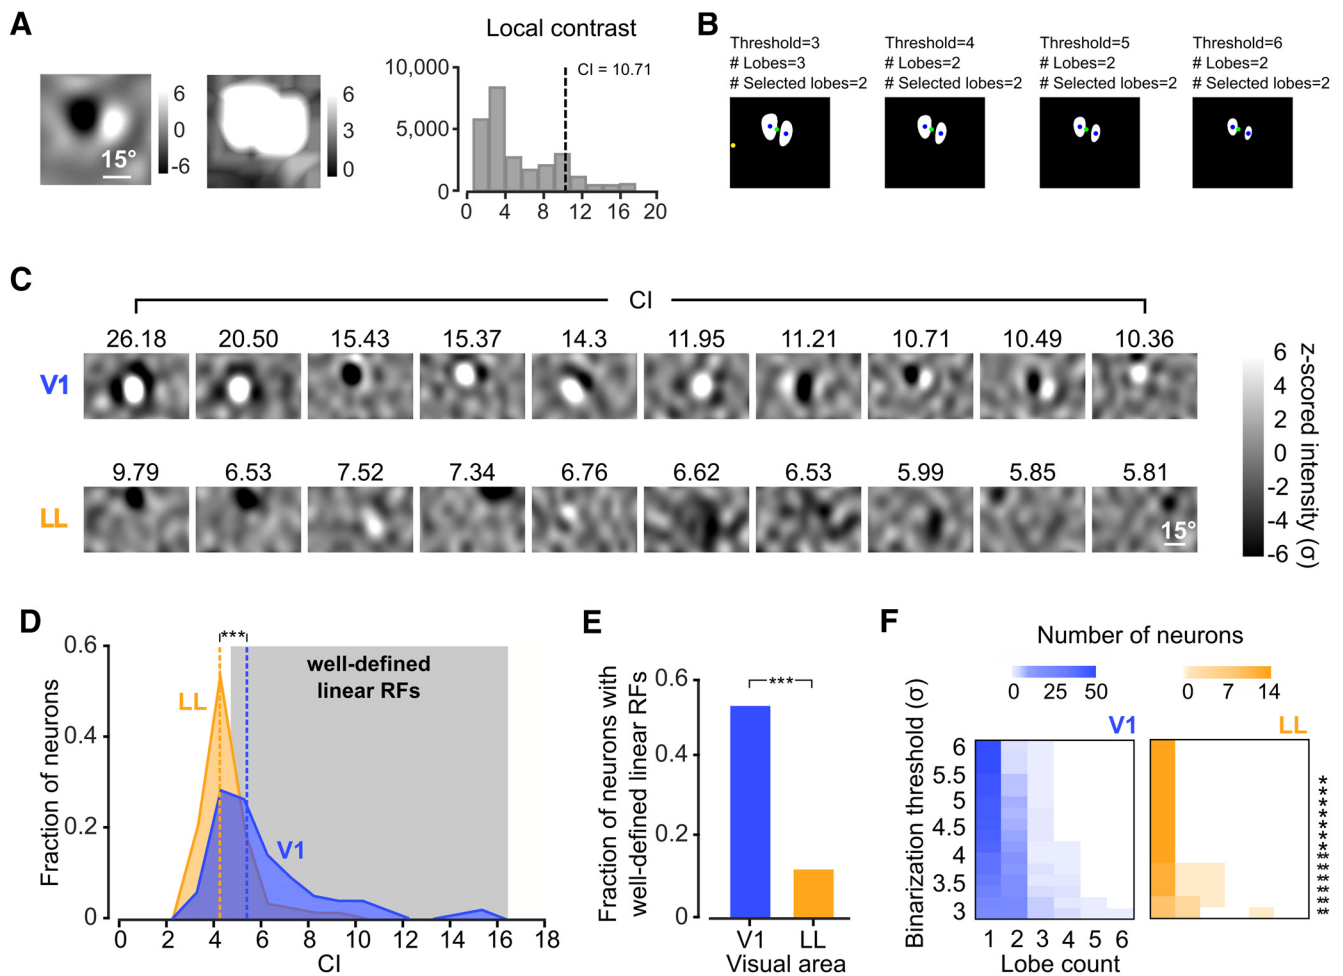 A
Local contrast
6
0
-6
15°
6
3
0
10,000
5,000
0
CI = 10.71
0 4 8 12 16 20
B
Threshold=3
# Lobes=3
# Selected lobes=2
Threshold=4
# Lobes=2
# Selected lobes=2
Threshold=5
# Lobes=2
# Selected lobes=2
Threshold=6
# Lobes=2
# Selected lobes=2
C
CI
26.18 20.50 15.43 15.37 14.3 11.95 11.21 10.71 10.49 10.36
V1
9.79 6.53 7.52 7.34 6.76 6.62 6.53 5.99 5.85 5.81
LL
15°
6
4
2
0
-2
-4
-6
z-scored intensity (σ)
D
Fraction of neurons
0.6
0.4
0.2
0
***
well-defined
linear RFs
LL
V1
0 2 4 6 8 10 12 14 16 18
CI
E
Fraction of neurons with
well-defined linear RFs
0.6
0.4
0.2
0
***
V1 LL
Visual area
F
Number of neurons
0 25 50
0 7 14
V1
LL
Binarization threshold (σ)
6
5.5
5
4.5
4
3.5
3
1 2 3 4 5 6
Lobe count